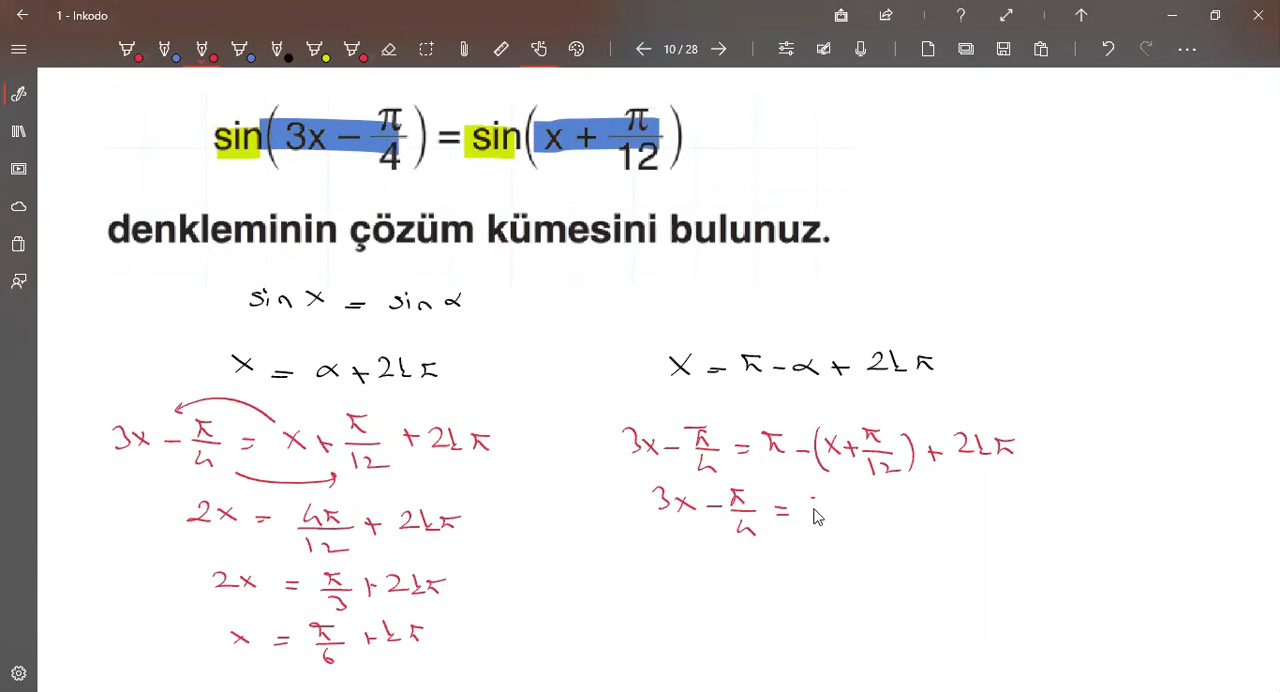 1 - Inkodo
10 / 28
sin(3x − π/4) = sin(x + π/12)
denkleminin çözüm kümesini bulunuz.
sin x = sin α
x = α + 2kπ
x = π − α + 2kπ
3x − π/4 = x + π/12 + 2kπ
3x − π/4 = π − (x + π/12) + 2kπ
2x = 4π/12 + 2kπ
3x − π/4 =
2x = π/3 + 2kπ
x = π/6 + kπ